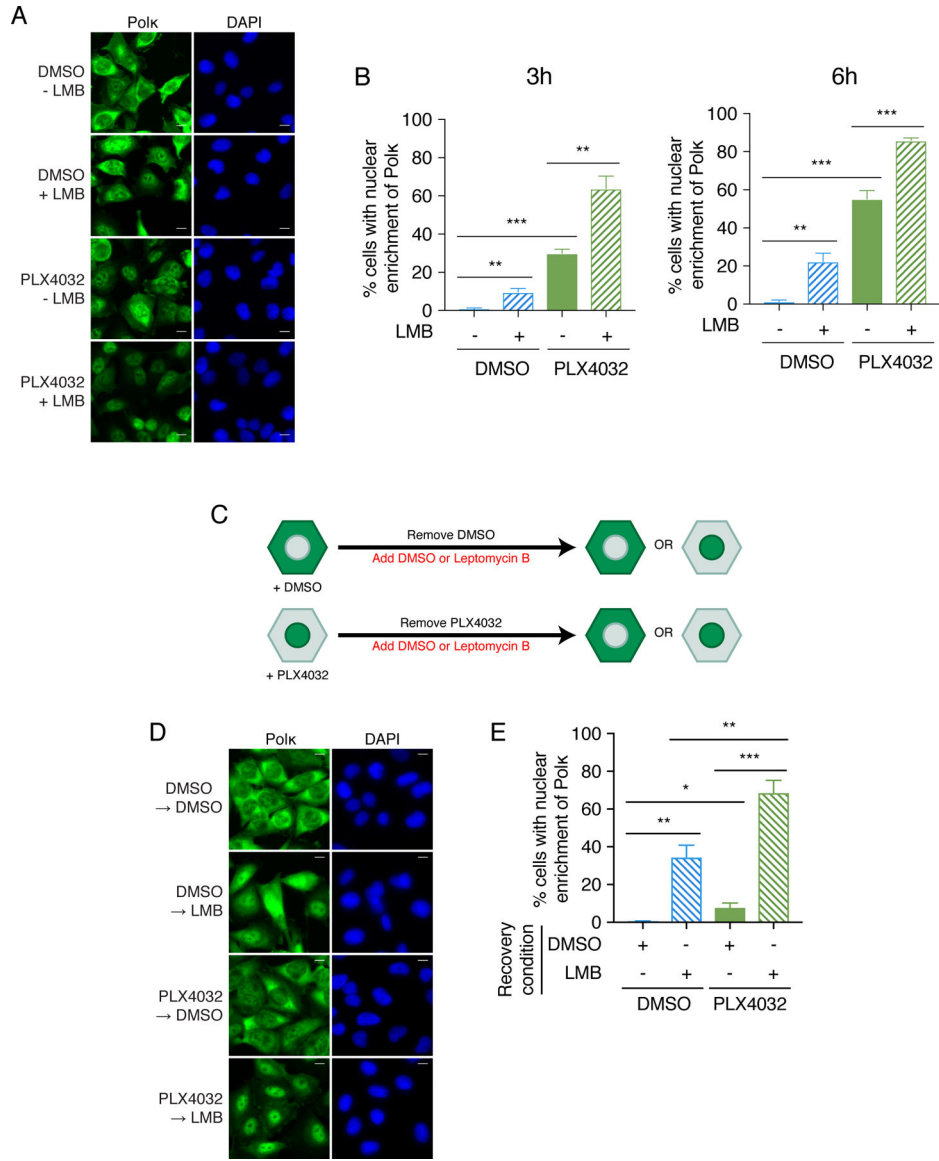 A
Polκ DAPI
DMSO
- LMB
DMSO
+ LMB
PLX4032
- LMB
PLX4032
+ LMB
B
3h
% cells with nuclear
enrichment of Polκ
100
80
60
40
20
0
**
***
**
LMB - + - +
DMSO PLX4032
6h
% cells with nuclear
enrichment of Polκ
100
80
60
40
20
0
***
***
**
LMB - + - +
DMSO PLX4032
C
Remove DMSO
Add DMSO or Leptomycin B
OR
+ DMSO
Remove PLX4032
Add DMSO or Leptomycin B
OR
+ PLX4032
D
Polκ DAPI
DMSO
→ DMSO
DMSO
→ LMB
PLX4032
→ DMSO
PLX4032
→ LMB
E
% cells with nuclear
enrichment of Polκ
100
80
60
40
20
0
**
***
*
**
Recovery
condition
DMSO + - + -
LMB - + - +
DMSO PLX4032